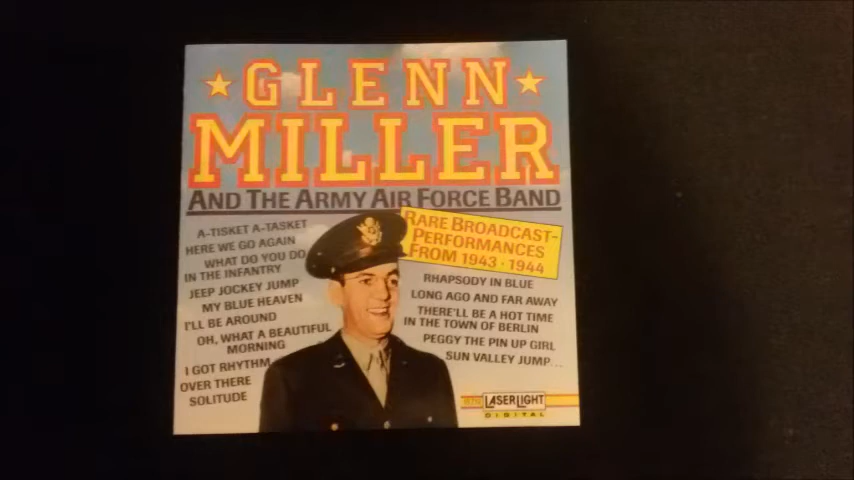 GLENN
MILLER
AND THE ARMY AIR FORCE BAND
A-TISKET A-TASKET
HERE WE GO AGAIN
WHAT DO YOU DO
IN THE INFANTRY
JEEP JOCKEY JUMP
MY BLUE HEAVEN
I'LL BE AROUND
OH, WHAT A BEAUTIFUL
MORNING
I GOT RHYTHM
OVER THERE
SOLITUDE
RARE BROADCAST-
PERFORMANCES
FROM 1943 · 1944
RHAPSODY IN BLUE
LONG AGO AND FAR AWAY
THERE'LL BE A HOT TIME
IN THE TOWN OF BERLIN
PEGGY THE PIN UP GIRL
SUN VALLEY JUMP...
LASERLIGHT
DIGITAL